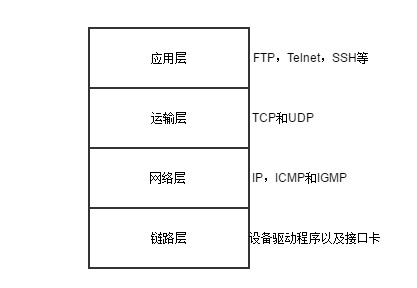 应用层 FTP，Telnet，SSH等
运输层 TCP和UDP
网络层 IP，ICMP和IGMP
链路层 设备驱动程序以及接口卡